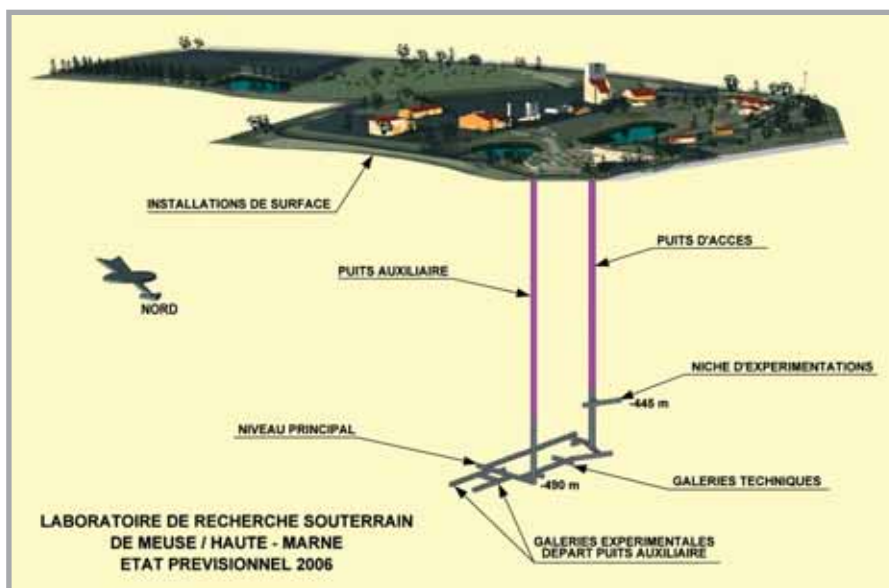 INSTALLATIONS DE SURFACE
PUITS D'ACCES
PUITS AUXILIAIRE
NORD
NICHE D'EXPERIMENTATIONS
-445 m
NIVEAU PRINCIPAL
GALERIES TECHNIQUES
-490 m
LABORATOIRE DE RECHERCHE SOUTERRAIN
DE MEUSE / HAUTE - MARNE
ETAT PREVISIONNEL 2006
GALERIES EXPERIMENTALES
DEPART PUITS AUXILIAIRE